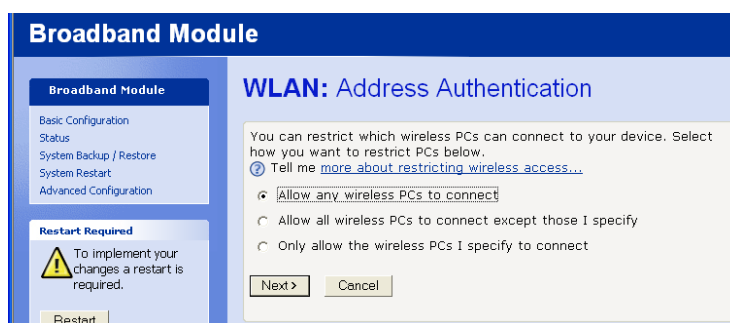 Broadband Module
Broadband Module
Basic Configuration
Status
System Backup / Restore
System Restart
Advanced Configuration
Restart Required
To implement your
changes a restart is
required.
Restart
WLAN: Address Authentication
You can restrict which wireless PCs can connect to your device. Select
how you want to restrict PCs below.
? Tell me more about restricting wireless access...
Allow any wireless PCs to connect
Allow all wireless PCs to connect except those I specify
Only allow the wireless PCs I specify to connect
Next >
Cancel